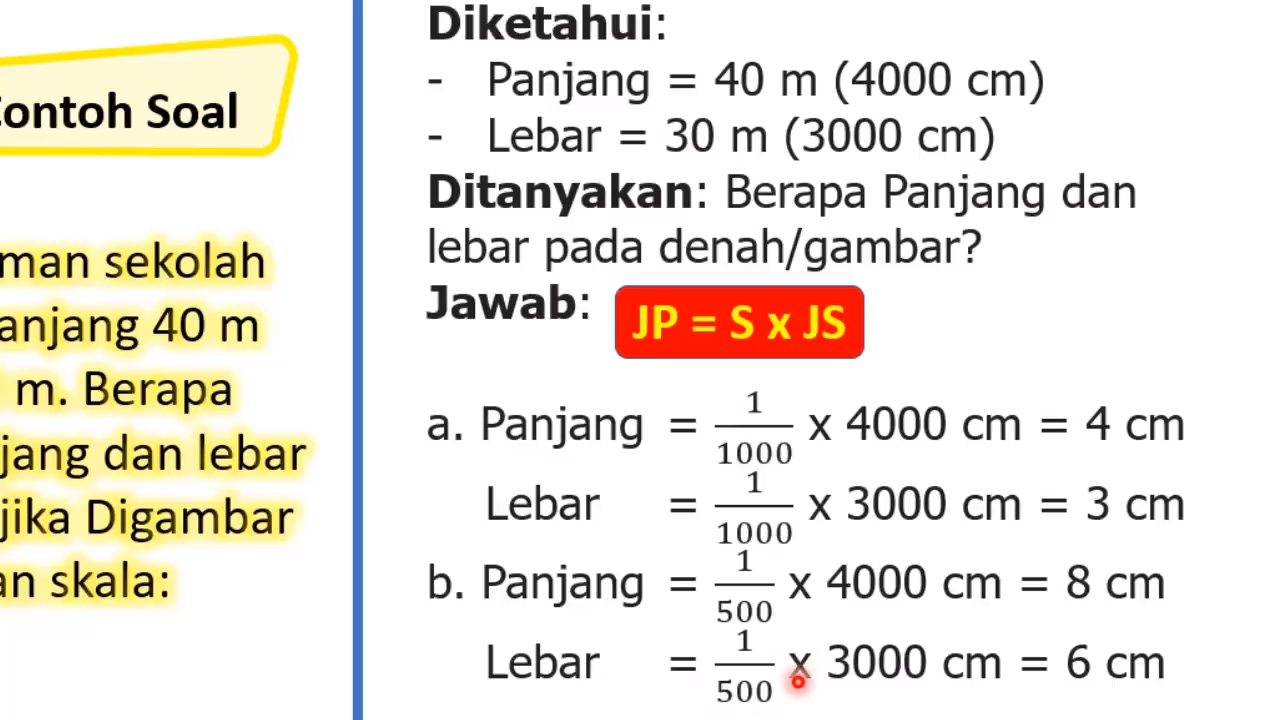 Contoh Soal
man sekolah
anjang 40 m
m. Berapa
jang dan lebar
jika Digambar
an skala:
Diketahui:
- Panjang = 40 m (4000 cm)
- Lebar = 30 m (3000 cm)
Ditanyakan: Berapa Panjang dan
lebar pada denah/gambar?
Jawab:
JP = S x JS
a. Panjang = 1/1000 x 4000 cm = 4 cm
Lebar = 1/1000 x 3000 cm = 3 cm
b. Panjang = 1/500 x 4000 cm = 8 cm
Lebar = 1/500 x 3000 cm = 6 cm